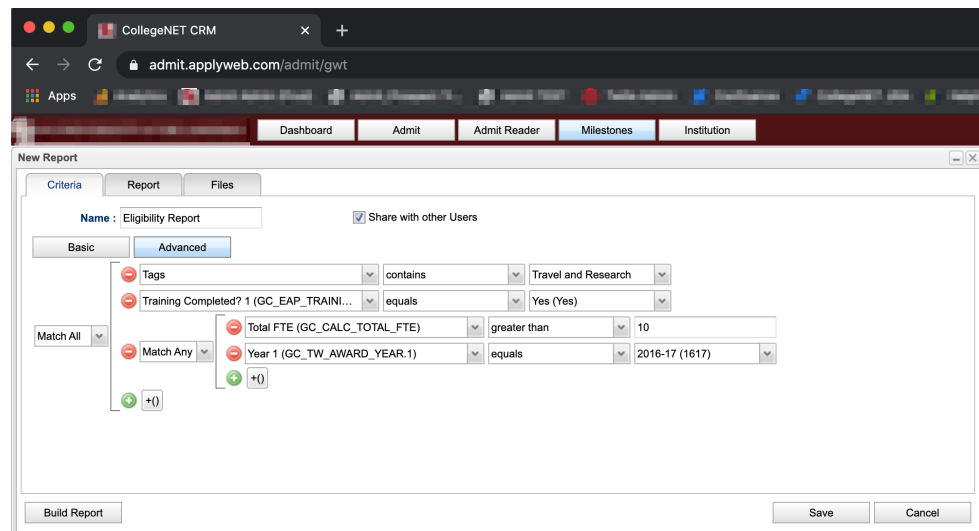 CollegeNET CRM
admit.applyweb.com/admit/gwt
Apps
Dashboard Admit Admit Reader Milestones Institution
New Report
Criteria Report Files
Name : Eligibility Report Share with other Users
Basic Advanced
Tags contains Travel and Research
Training Completed? 1 (GC_EAP_TRAINI... equals Yes (Yes)
Total FTE (GC_CALC_TOTAL_FTE) greater than 10
Match All
Match Any Year 1 (GC_TW_AWARD_YEAR.1) equals 2016-17 (1617)
+()
+()
Build Report Save Cancel